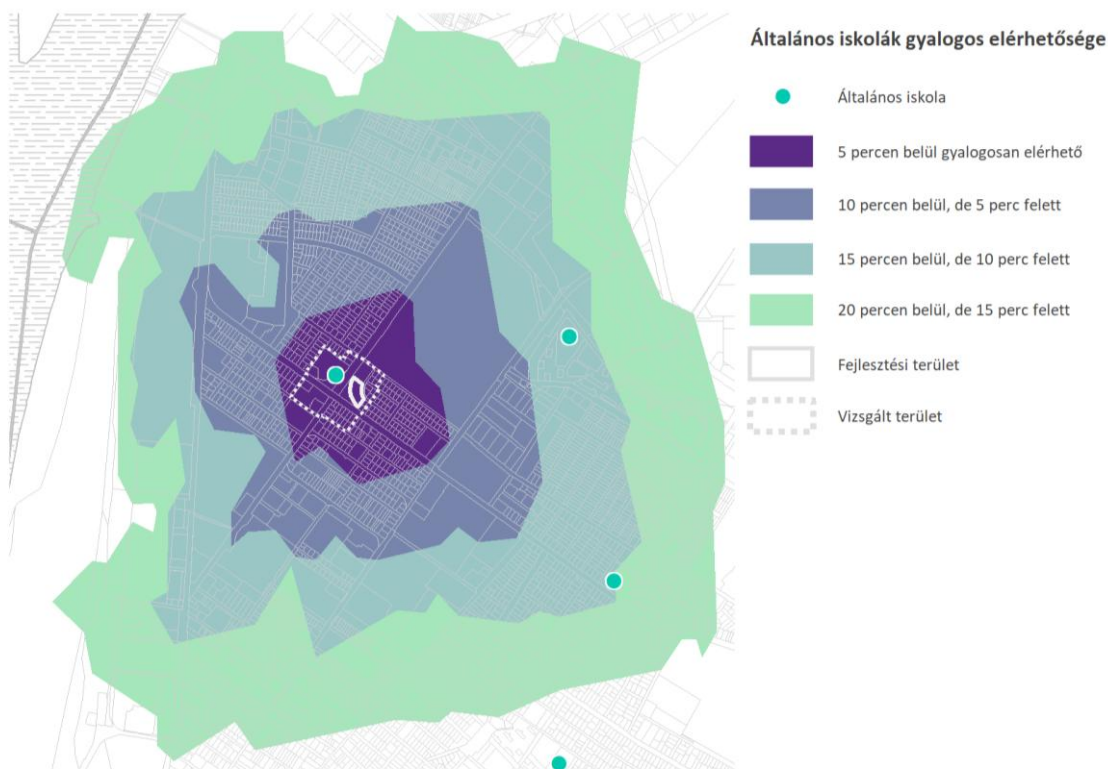 Általános iskolák gyalogos elérhetősége
Általános iskola
5 percen belül gyalogosan elérhető
10 percen belül, de 5 perc felett
15 percen belül, de 10 perc felett
20 percen belül, de 15 perc felett
Fejlesztési terület
Vizsgált terület